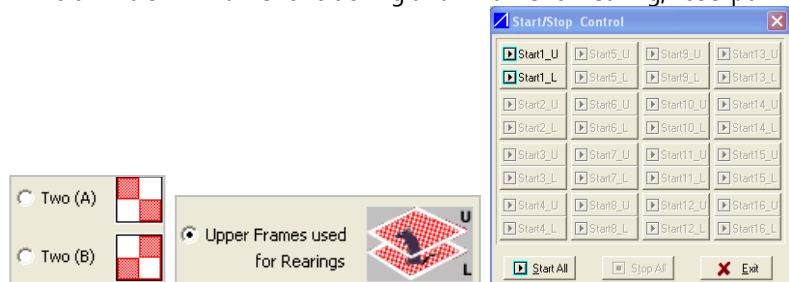 Start/Stop Control
Start1_U Start5_U Start9_U Start13_U
Start1_L Start5_L Start9_L Start13_L
Start2_U Start6_U Start10_U Start14_U
Start2_L Start6_L Start10_L Start14_L
Start3_U Start7_U Start11_U Start15_U
Start3_L Start7_L Start11_L Start15_L
Start4_U Start8_U Start12_U Start16_U
Start4_L Start8_L Start12_L Start16_L
Start All Stop All Exit
Two (A)
Two (B)
Upper Frames used
for Rearings
U
L